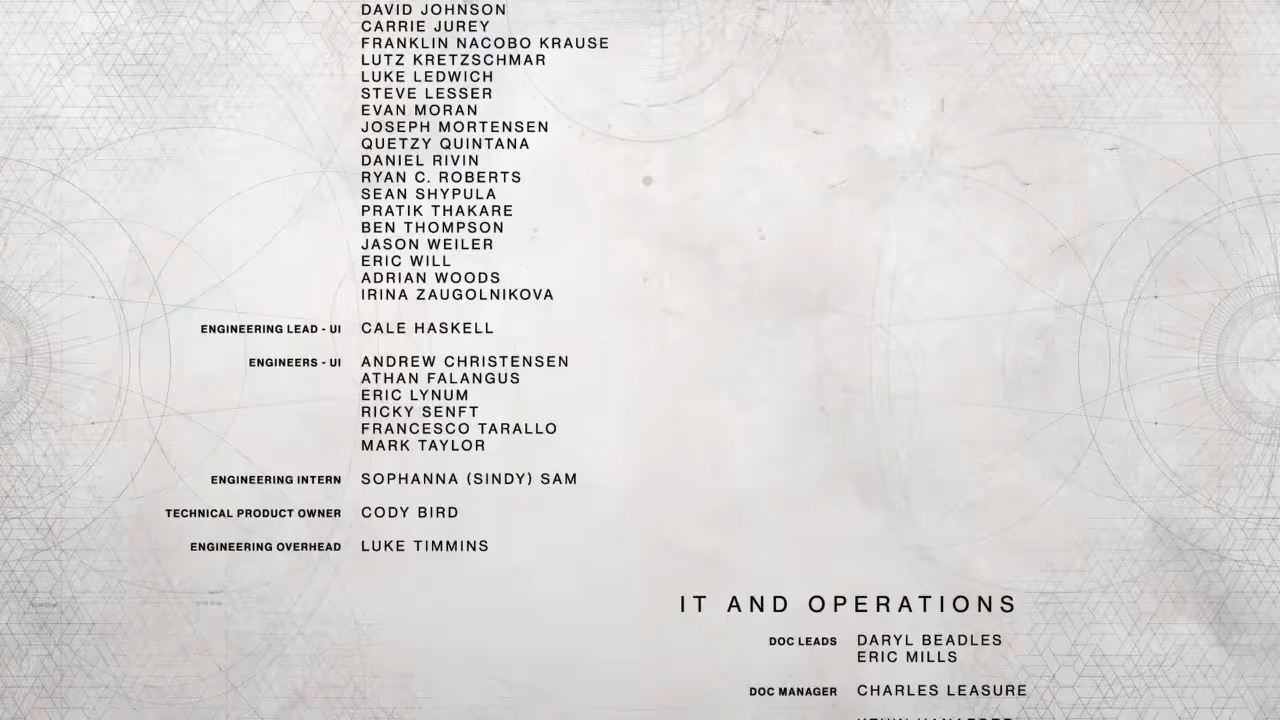 DAVID JOHNSON
CARRIE JUREY
FRANKLIN NACOBO KRAUSE
LUTZ KRETZSCHMAR
LUKE LEDWICH
STEVE LESSER
EVAN MORAN
JOSEPH MORTENSEN
QUETZY QUINTANA
DANIEL RIVIN
RYAN C. ROBERTS
SEAN SHYPULA
PRATIK THAKARE
BEN THOMPSON
JASON WEILER
ERIC WILL
ADRIAN WOODS
IRINA ZAUGOLNIKOVA
ENGINEERING LEAD - UI CALE HASKELL
ENGINEERS - UI ANDREW CHRISTENSEN
ATHAN FALANGUS
ERIC LYNUM
RICKY SENFT
FRANCESCO TARALLO
MARK TAYLOR
ENGINEERING INTERN SOPHANNA (SINDY) SAM
TECHNICAL PRODUCT OWNER CODY BIRD
ENGINEERING OVERHEAD LUKE TIMMINS
IT AND OPERATIONS
DOC LEADS DARYL BEADLES
ERIC MILLS
DOC MANAGER CHARLES LEASURE